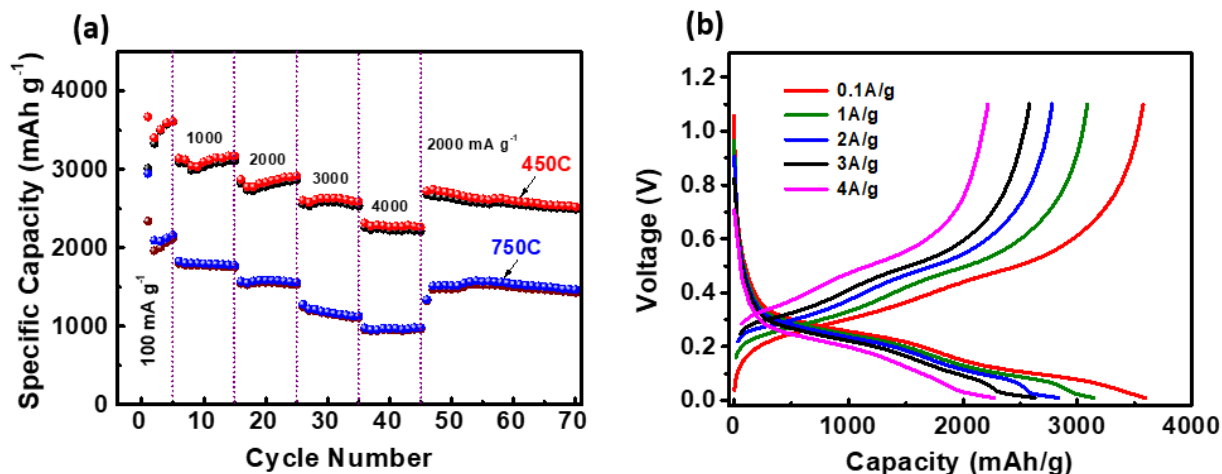 (a)
Specific Capacity (mAh g⁻¹)
4000
3000
2000
1000
0
100 mA g⁻¹
1000
2000
3000
4000
2000 mA g⁻¹
450C
750C
0 10 20 30 40 50 60 70
Cycle Number
(b)
Voltage (V)
1.2
1.0
0.8
0.6
0.4
0.2
0.0
0.1A/g
1A/g
2A/g
3A/g
4A/g
0 1000 2000 3000 4000
Capacity (mAh/g)